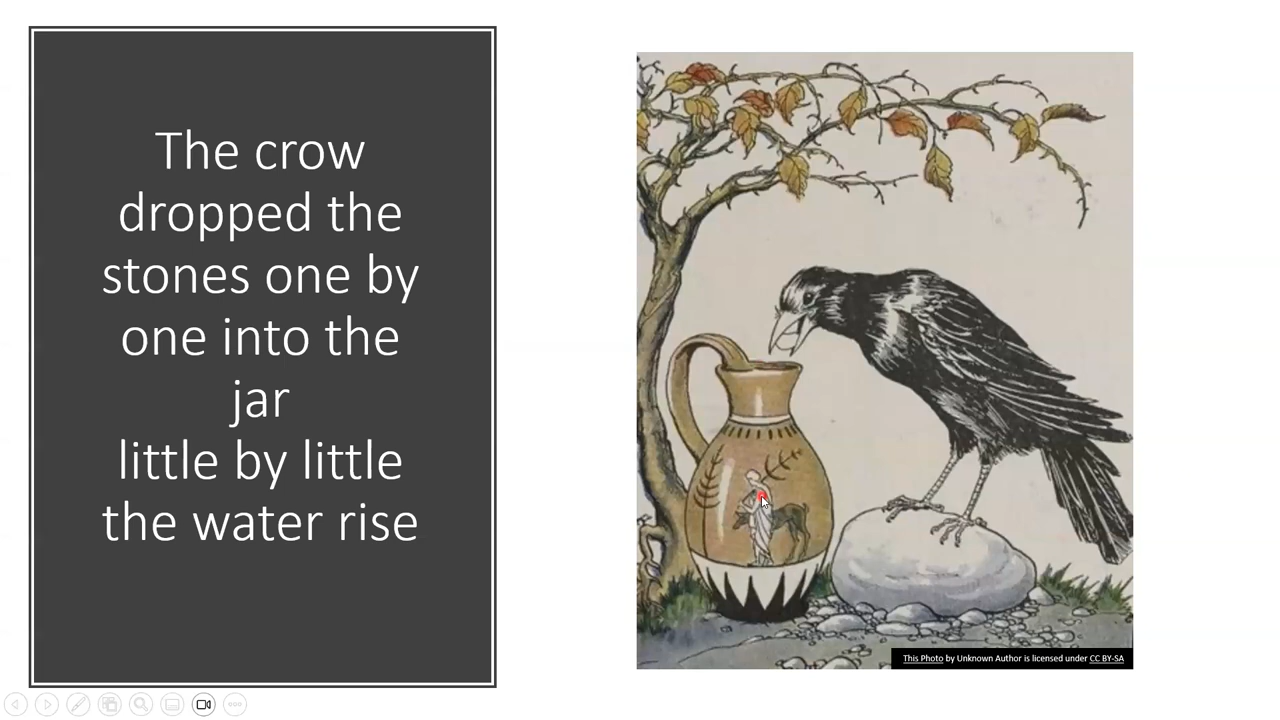 The crow
dropped the
stones one by
one into the
jar
little by little
the water rise
This Photo by Unknown Author is licensed under CC BY-SA